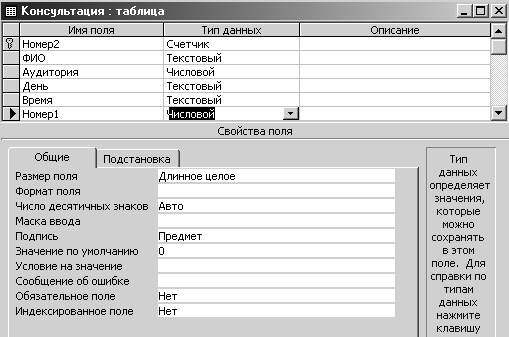 Консультация : таблица
Имя поля Тип данных Описание
Номер2 Счетчик
ФИО Текстовый
Аудитория Числовой
День Текстовый
Время Текстовый
Номер1 Числовой
Свойства поля
Общие Подстановка
Размер поля Длинное целое
Формат поля
Число десятичных знаков Авто
Маска ввода
Подпись Предмет
Значение по умолчанию 0
Условие на значение
Сообщение об ошибке
Обязательное поле Нет
Индексированное поле Нет
Тип
данных
определяет
значения,
которые
можно
сохранять
в этом
поле. Для
справки по
типам
данных
нажмите
клавишу